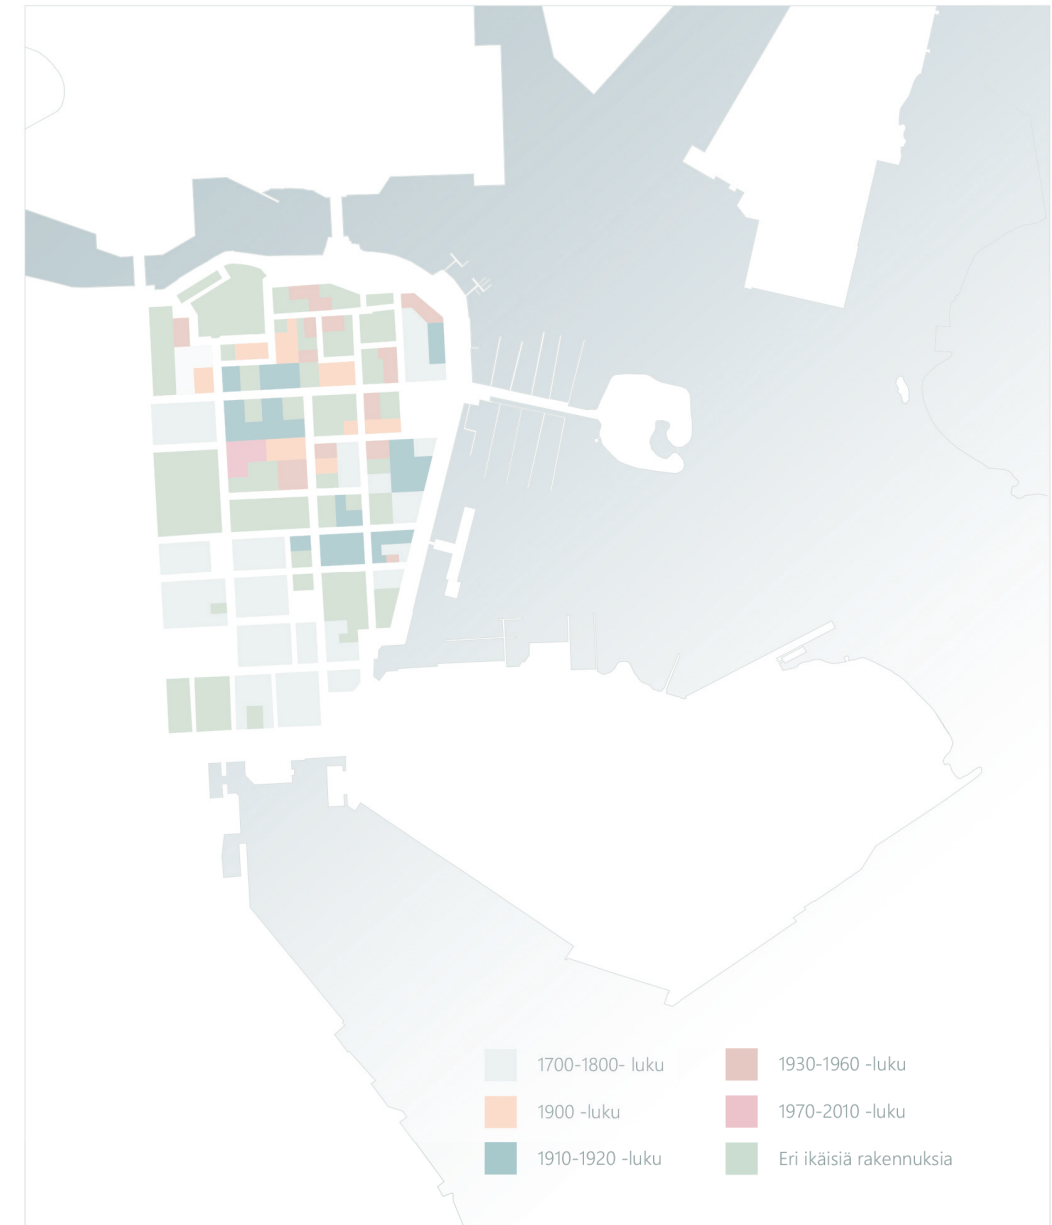 1700-1800- luku
1900 -luku
1910-1920 -luku
1930-1960 -luku
1970-2010 -luku
Eri ikäisiä rakennuksia